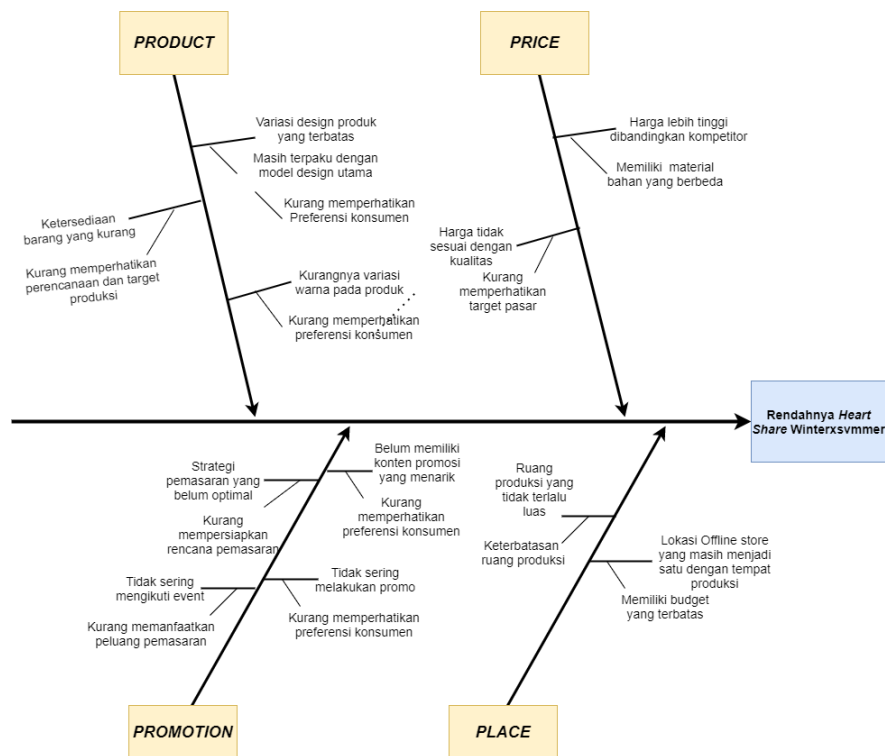 PRODUCT
PRICE
Variasi design produk
yang terbatas
Masih terpaku dengan
model design utama
Kurang memperhatikan
Preferensi konsumen
Ketersediaan
barang yang kurang
Kurang memperhatikan
perencanaan dan target
produksi
Kurangnya variasi
warna pada produk
Kurang memperhatikan
preferensi konsumen
Harga lebih tinggi
dibandingkan kompetitor
Memiliki material
bahan yang berbeda
Harga tidak
sesuai dengan
kualitas
Kurang
memperhatikan
target pasar
Rendahnya Heart
Share Winterxsvmmer
Strategi
pemasaran yang
belum optimal
Kurang
mempersiapkan
rencana pemasaran
Belum memiliki
konten promosi
yang menarik
Kurang
memperhatikan
preferensi konsumen
Tidak sering
mengikuti event
Kurang memanfaatkan
peluang pemasaran
Tidak sering
melakukan promo
Kurang memperhatikan
preferensi konsumen
Ruang
produksi yang
tidak terlalu
luas
Keterbatasan
ruang produksi
Lokasi Offline store
yang masih menjadi
satu dengan tempat
produksi
Memiliki budget
yang terbatas
PROMOTION
PLACE